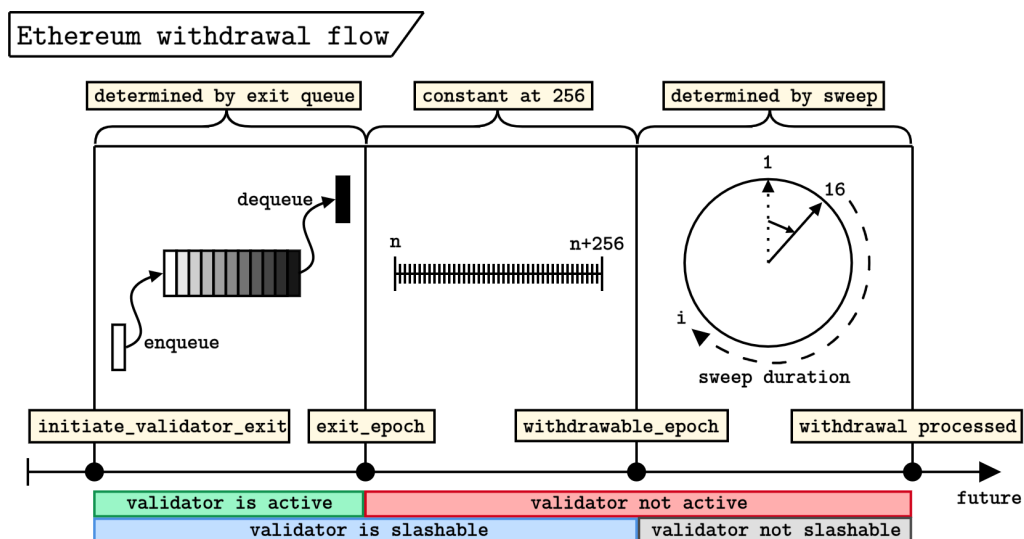 Ethereum withdrawal flow
determined by exit queue
constant at 256
determined by sweep
dequeue
enqueue
n
n+256
1
16
i
sweep duration
initiate_validator_exit
exit_epoch
withdrawable_epoch
withdrawal processed
future
validator is active
validator not active
validator is slashable
validator not slashable